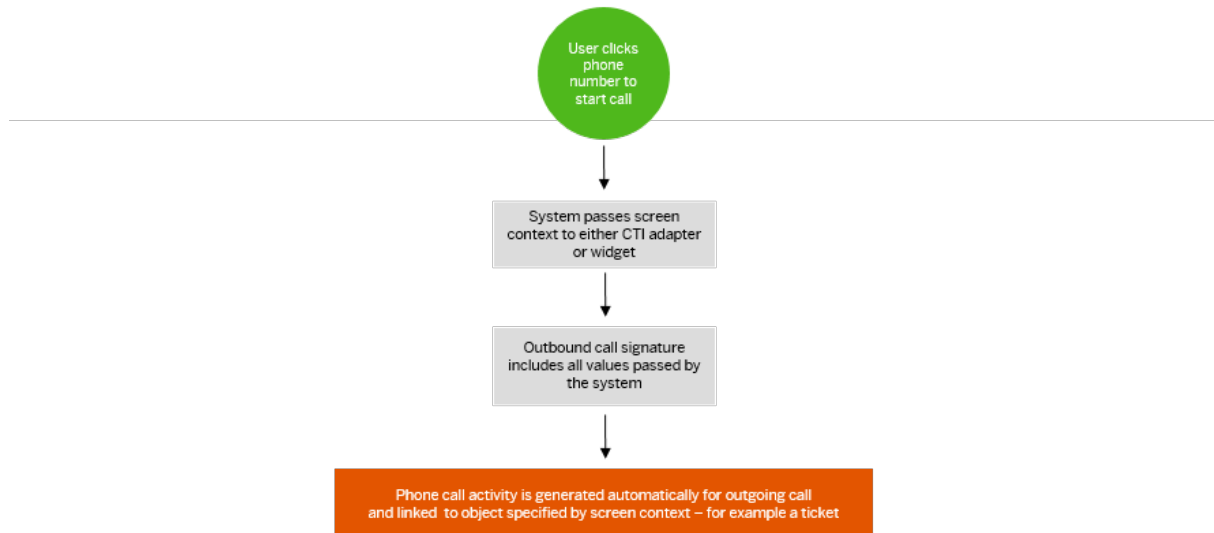 User clicks
phone
number to
start call
System passes screen
context to either CTI adapter
or widget
Outbound call signature
includes all values passed by
the system
Phone call activity is generated automatically for outgoing call
and linked to object specified by screen context – for example a ticket